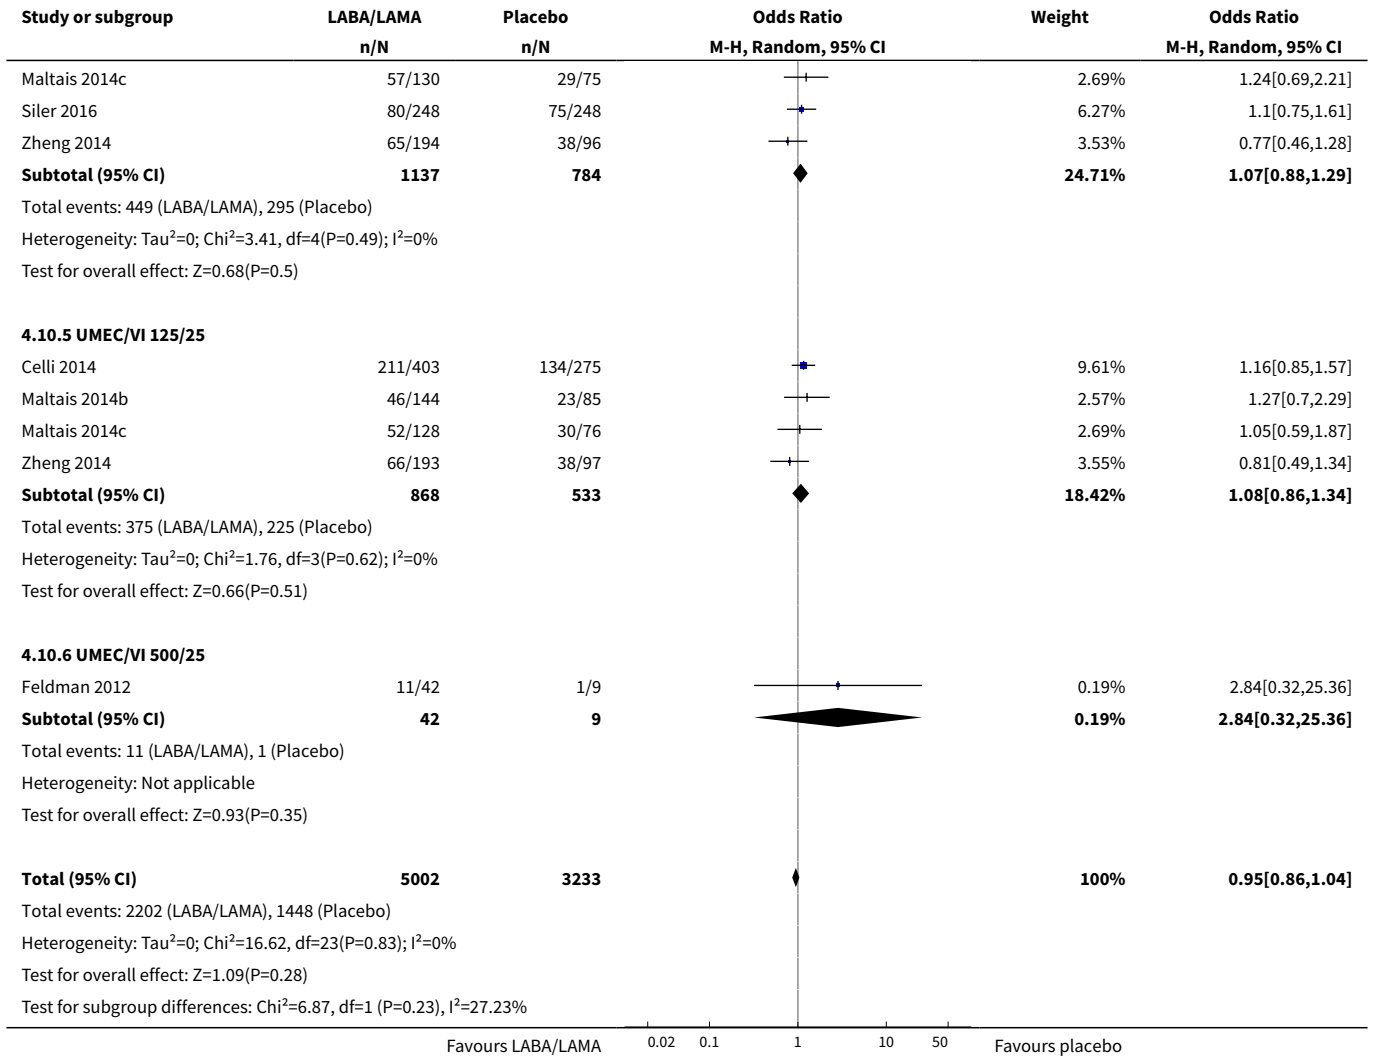 Study or subgroup LABA/LAMA Placebo Odds Ratio Weight Odds Ratio
n/N n/N M-H, Random, 95% CI M-H, Random, 95% CI
Maltais 2014c 57/130 29/75 2.69% 1.24[0.69,2.21]
Siler 2016 80/248 75/248 6.27% 1.1[0.75,1.61]
Zheng 2014 65/194 38/96 3.53% 0.77[0.46,1.28]
Subtotal (95% CI) 1137 784 24.71% 1.07[0.88,1.29]
Total events: 449 (LABA/LAMA), 295 (Placebo)
Heterogeneity: Tau²=0; Chi²=3.41, df=4(P=0.49); I²=0%
Test for overall effect: Z=0.68(P=0.5)
4.10.5 UMEC/VI 125/25
Celli 2014 211/403 134/275 9.61% 1.16[0.85,1.57]
Maltais 2014b 46/144 23/85 2.57% 1.27[0.7,2.29]
Maltais 2014c 52/128 30/76 2.69% 1.05[0.59,1.87]
Zheng 2014 66/193 38/97 3.55% 0.81[0.49,1.34]
Subtotal (95% CI) 868 533 18.42% 1.08[0.86,1.34]
Total events: 375 (LABA/LAMA), 225 (Placebo)
Heterogeneity: Tau²=0; Chi²=1.76, df=3(P=0.62); I²=0%
Test for overall effect: Z=0.66(P=0.51)
4.10.6 UMEC/VI 500/25
Feldman 2012 11/42 1/9 0.19% 2.84[0.32,25.36]
Subtotal (95% CI) 42 9 0.19% 2.84[0.32,25.36]
Total events: 11 (LABA/LAMA), 1 (Placebo)
Heterogeneity: Not applicable
Test for overall effect: Z=0.93(P=0.35)
Total (95% CI) 5002 3233 100% 0.95[0.86,1.04]
Total events: 2202 (LABA/LAMA), 1448 (Placebo)
Heterogeneity: Tau²=0; Chi²=16.62, df=23(P=0.83); I²=0%
Test for overall effect: Z=1.09(P=0.28)
Test for subgroup differences: Chi²=6.87, df=1 (P=0.23), I²=27.23%
Favours LABA/LAMA 0.02 0.1 1 10 50 Favours placebo